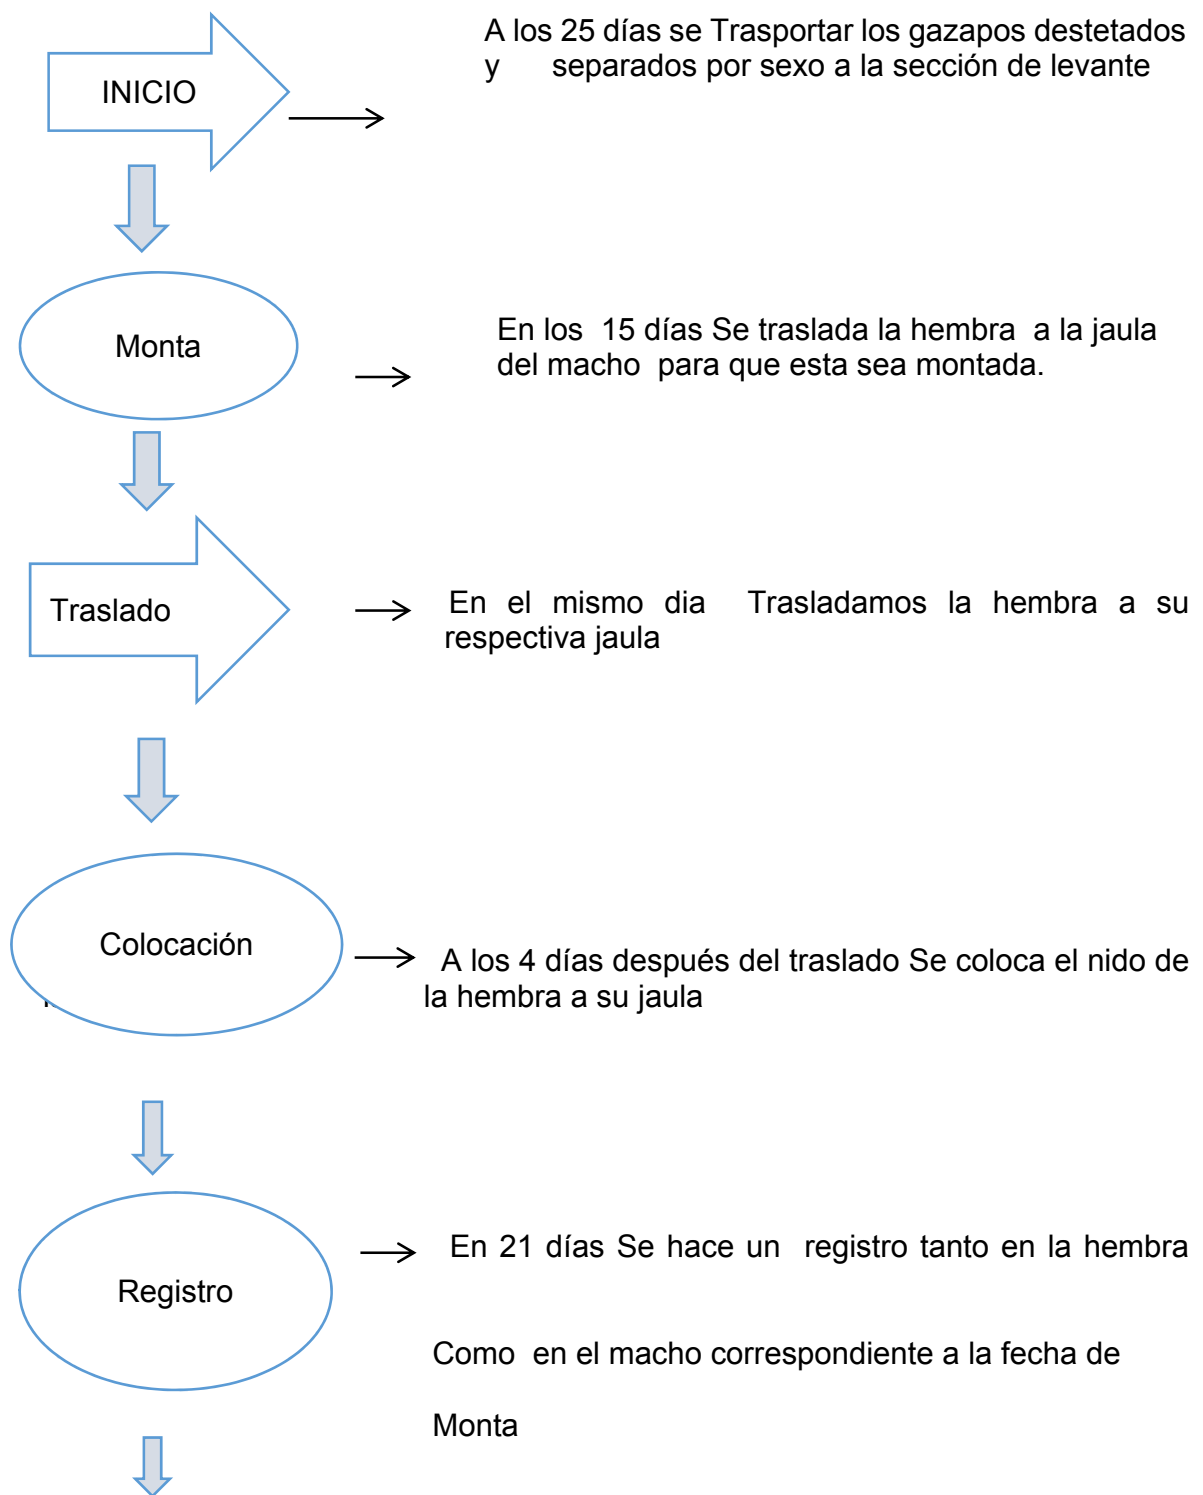 A los 25 días se Trasportar los gazapos destetados
y separados por sexo a la sección de levante
INICIO
En los 15 días Se traslada la hembra a la jaula
del macho para que esta sea montada.
Monta
En el mismo dia Trasladamos la hembra a su
respectiva jaula
Traslado
Colocación
A los 4 días después del traslado Se coloca el nido de
la hembra a su jaula
En 21 días Se hace un registro tanto en la hembra
Registro
Como en el macho correspondiente a la fecha de
Monta